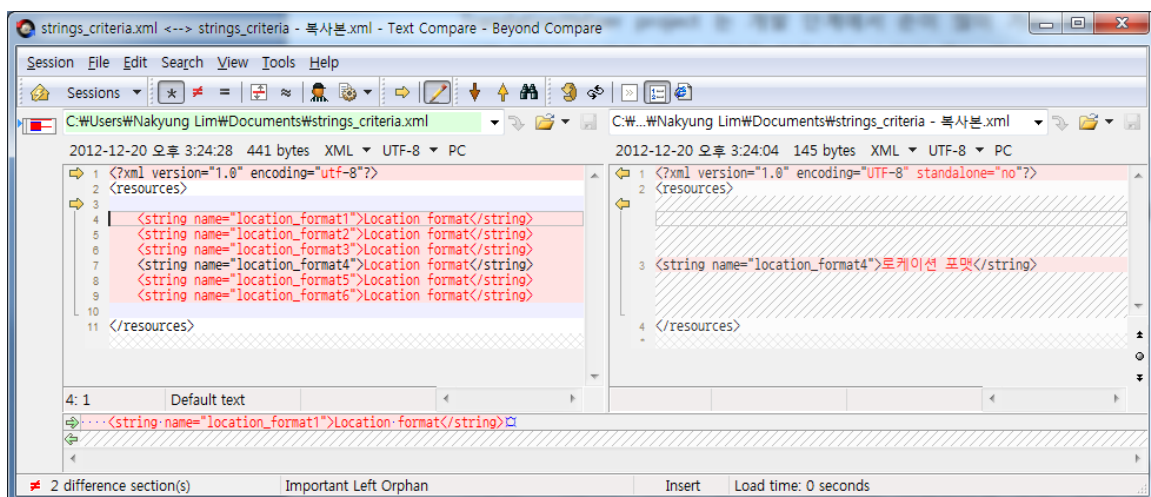 strings_criteria.xml <--> strings_criteria - 복사본.xml - Text Compare - Beyond Compare
Session File Edit Search View Tools Help
Sessions
C:₩Users₩Nakyung Lim₩Documents₩strings_criteria.xml
C:₩...₩Nakyung Lim₩Documents₩strings_criteria - 복사본.xml
2012-12-20 오후 3:24:28 441 bytes XML UTF-8 PC
2012-12-20 오후 3:24:04 145 bytes XML UTF-8 PC
1 <?xml version="1.0" encoding="utf-8"?>
2 <resources>
3
4 <string name="location_format1">Location format</string>
5 <string name="location_format2">Location format</string>
6 <string name="location_format3">Location format</string>
7 <string name="location_format4">Location format</string>
8 <string name="location_format5">Location format</string>
9 <string name="location_format6">Location format</string>
10
11 </resources>
1 <?xml version="1.0" encoding="UTF-8" standalone="no"?>
2 <resources>
3 <string name="location_format4">로케이션 포맷</string>
4 </resources>
4: 1 Default text
····<string·name="location_format1">Location·format</string>¤
2 difference section(s) Important Left Orphan Insert Load time: 0 seconds